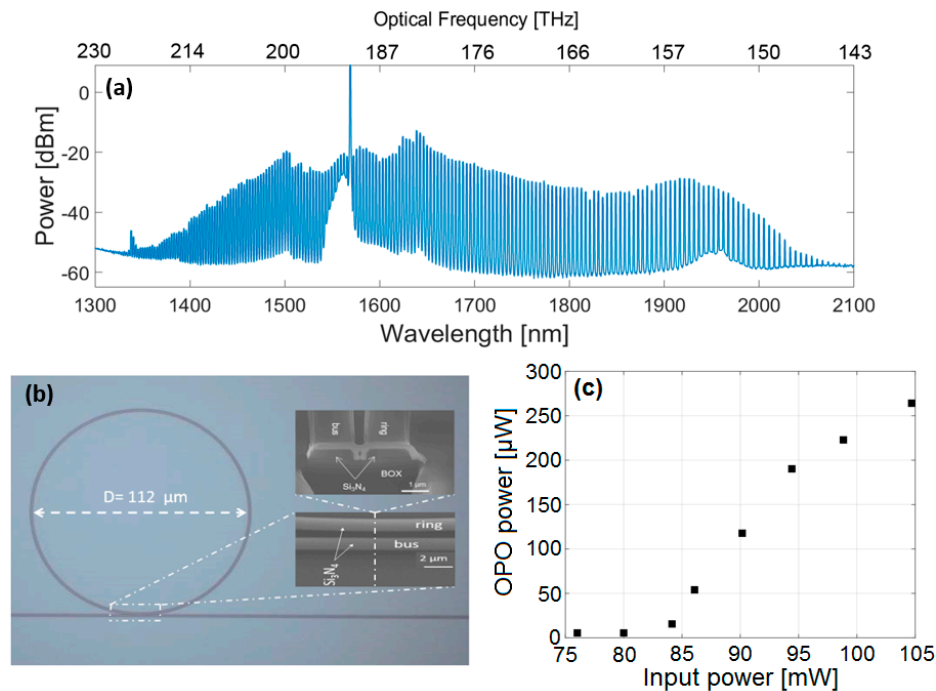 Optical Frequency [THz]
230 214 200 187 176 166 157 150 143
(a)
Power [dBm]
0
-20
-40
-60
1300 1400 1500 1600 1700 1800 1900 2000 2100
Wavelength [nm]
(b)
D= 112 µm
bus ring
Si₃N₄
BOX
1 µm
ring
bus
Si₃N₄
2 µm
(c)
OPO power [µW]
300
250
200
150
100
50
0
75 80 85 90 95 100 105
Input power [mW]